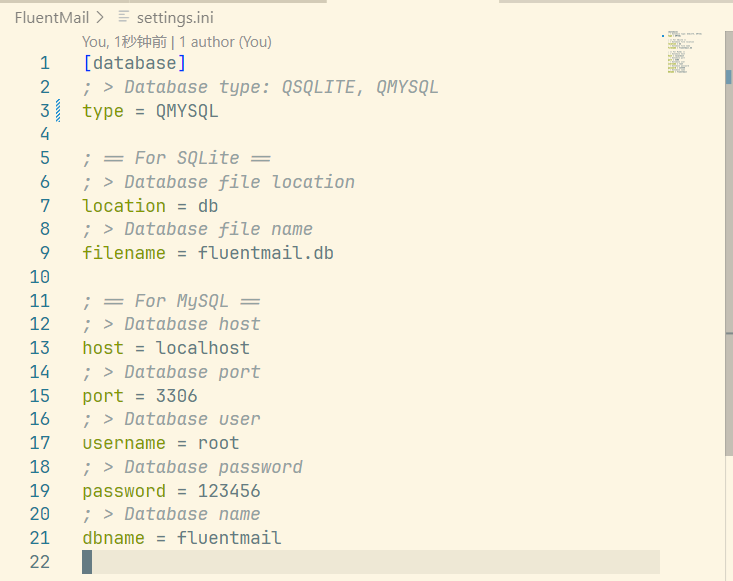 FluentMail > settings.ini
You, 1秒钟前 | 1 author (You)
1 [database]
2 ; > Database type: QSQLITE, QMYSQL
3 type = QMYSQL
4
5 ; == For SQLite ==
6 ; > Database file location
7 location = db
8 ; > Database file name
9 filename = fluentmail.db
10
11 ; == For MySQL ==
12 ; > Database host
13 host = localhost
14 ; > Database port
15 port = 3306
16 ; > Database user
17 username = root
18 ; > Database password
19 password = 123456
20 ; > Database name
21 dbname = fluentmail
22